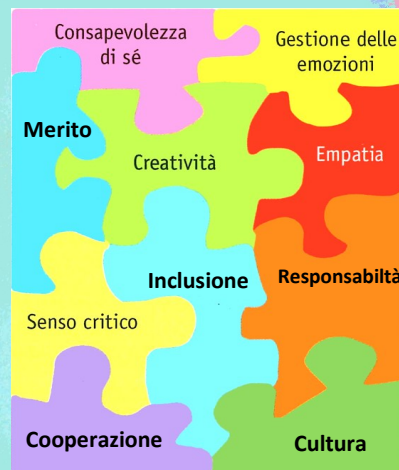 Consapevolezza
di sé
Gestione delle
emozioni
Merito
Creatività
Empatia
Inclusione
Responsabiltà
Senso critico
Cooperazione
Cultura